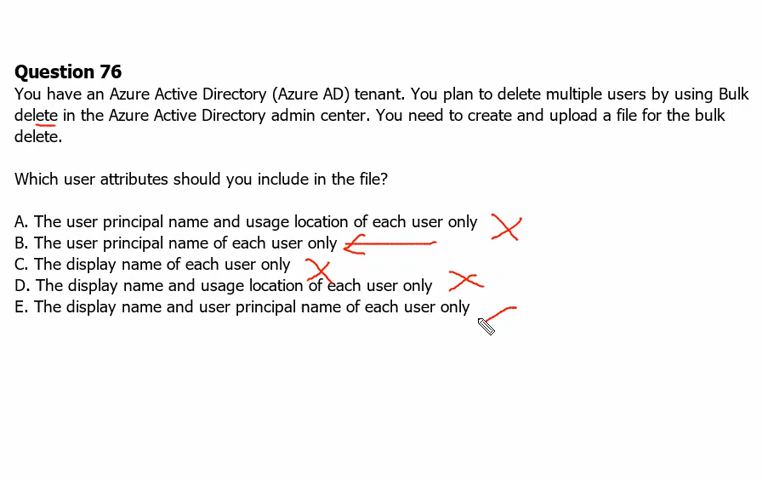 Question 76
You have an Azure Active Directory (Azure AD) tenant. You plan to delete multiple users by using Bulk
delete in the Azure Active Directory admin center. You need to create and upload a file for the bulk
delete.
Which user attributes should you include in the file?
A. The user principal name and usage location of each user only
B. The user principal name of each user only
C. The display name of each user only
D. The display name and usage location of each user only
E. The display name and user principal name of each user only